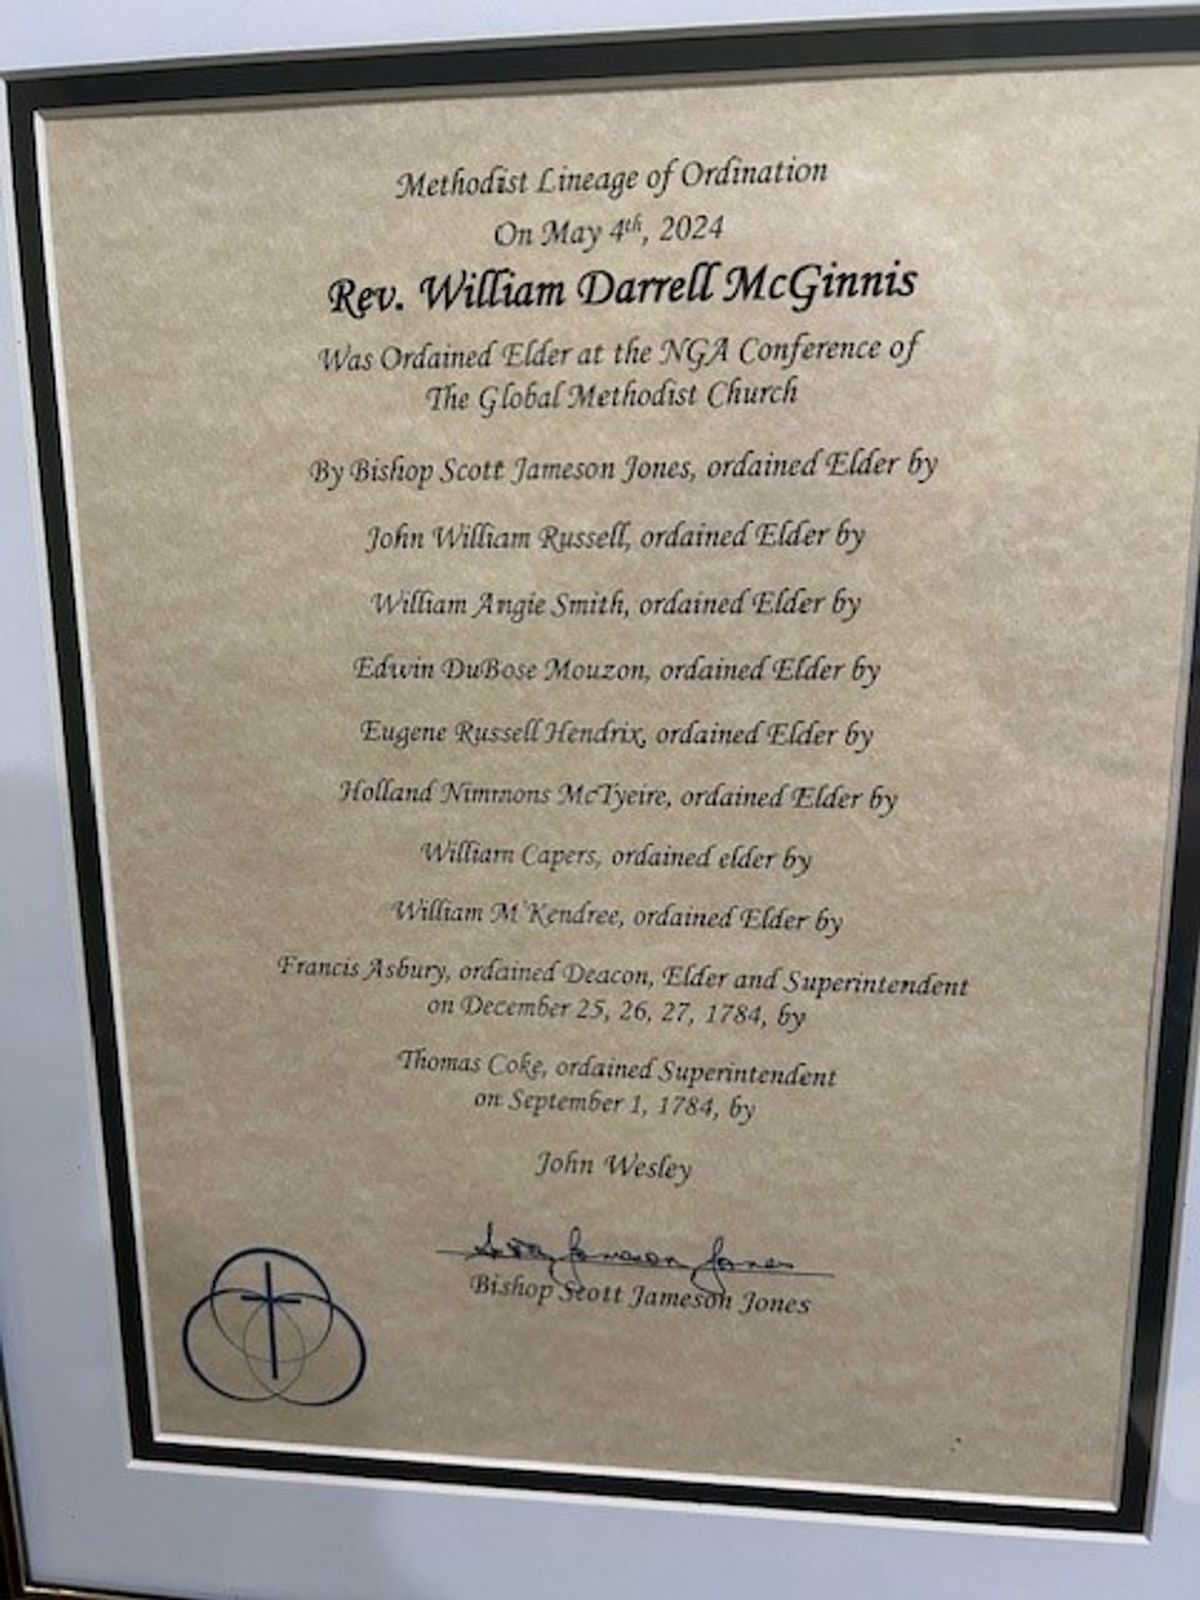 Methodist Lineage of Ordination
On May 4th, 2024
Rev. William Darrell McGinnis
Was Ordained Elder at the NGA Conference of
The Global Methodist Church
By Bishop Scott Jameson Jones, ordained Elder by
John William Russell, ordained Elder by
William Angie Smith, ordained Elder by
Edwin DuBose Mouzon, ordained Elder by
Eugene Russell Hendrix, ordained Elder by
Holland Nimmons McTyeire, ordained Elder by
William Capers, ordained elder by
William M'Kendree, ordained Elder by
Francis Asbury, ordained Deacon, Elder and Superintendent
on December 25, 26, 27, 1784, by
Thomas Coke, ordained Superintendent
on September 1, 1784, by
John Wesley
Scott Jameson Jones
Bishop Scott Jameson Jones